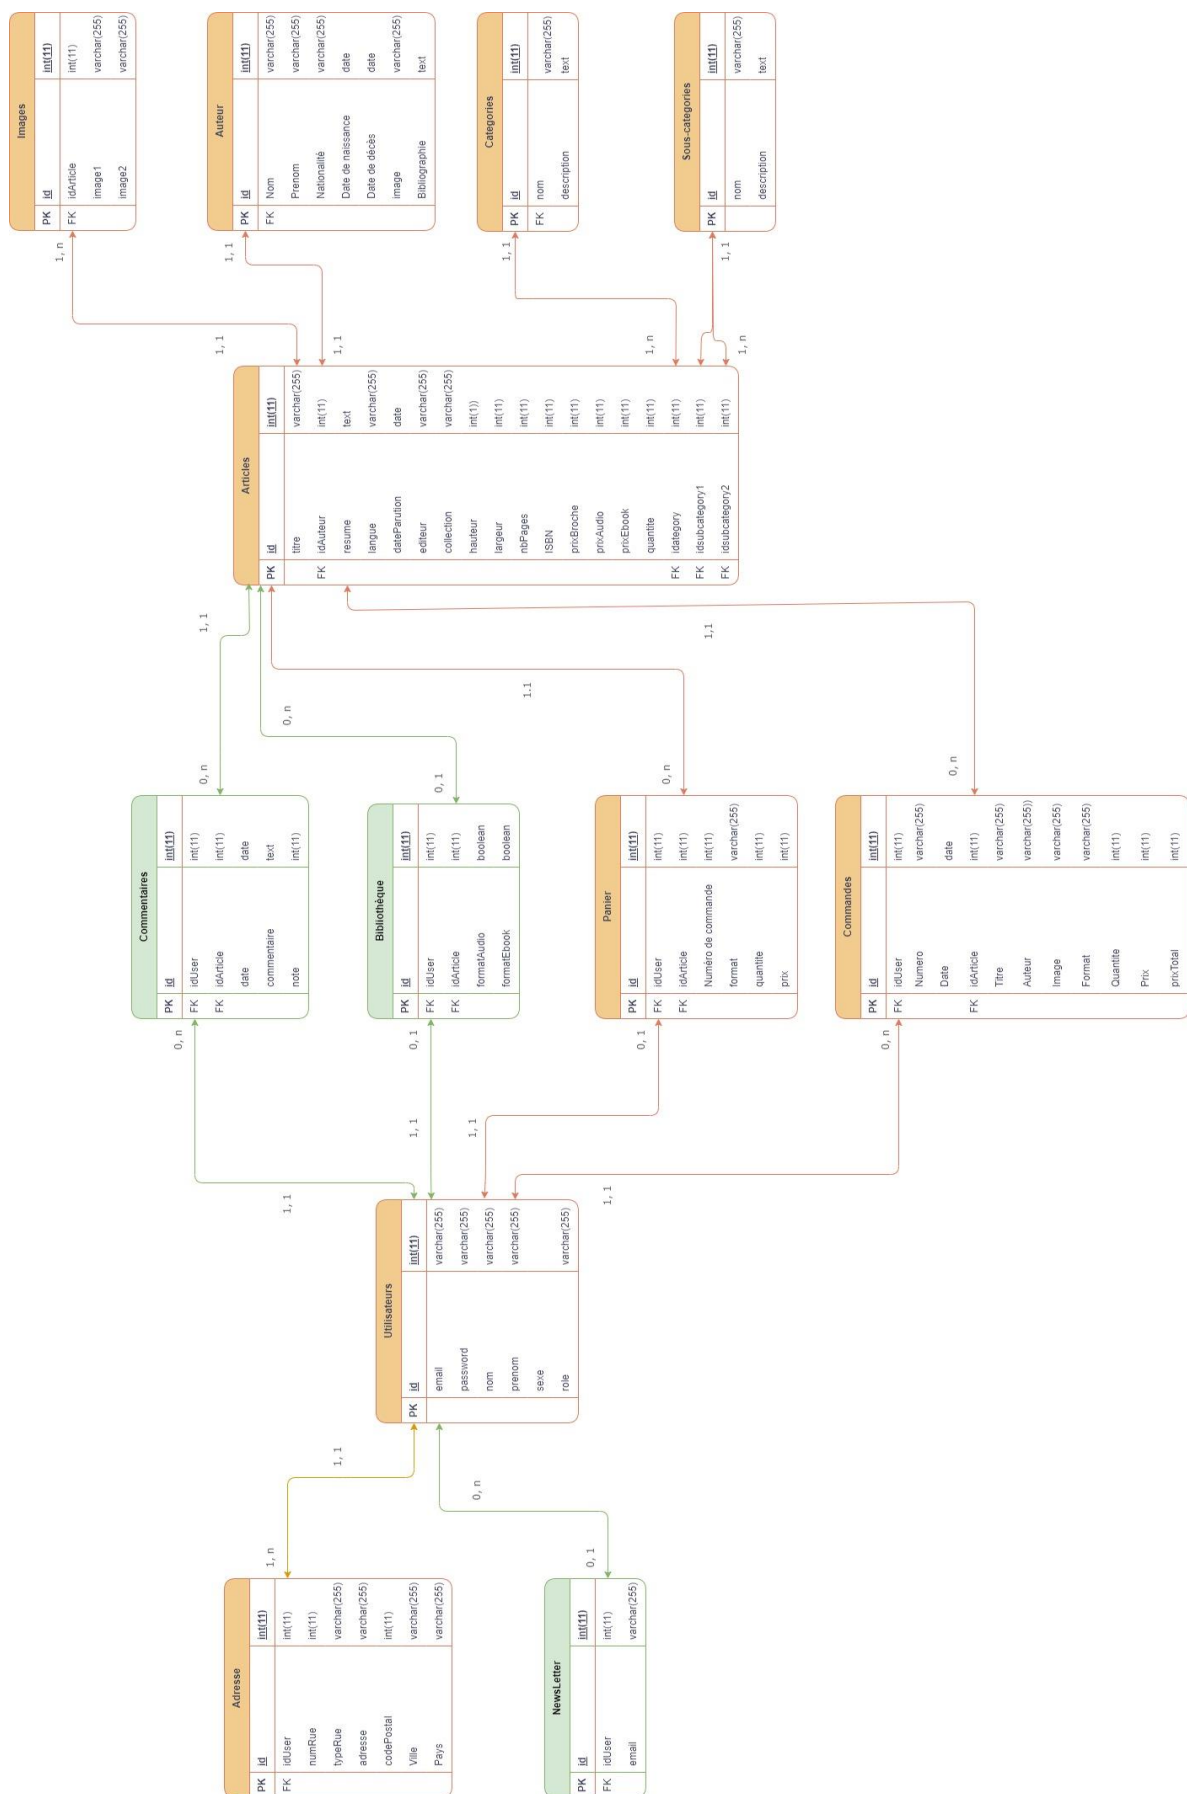 Adresse
PK id int(11)
FK idUser int(11)
numRue int(11)
typeRue varchar(255)
adresse varchar(255)
codePostal int(11)
Ville varchar(255)
Pays varchar(255)
1, n
1, 1
NewsLetter
PK id int(11)
FK idUser int(11)
email varchar(255)
0, 1
0, n
Utilisateurs
PK id int(11)
email varchar(255)
password varchar(255)
nom varchar(255)
prenom varchar(255)
sexe
role varchar(255)
1, 1
1, 1
1, 1
1, 1
0, n
0, 1
0, 1
0, n
Commentaires
PK id int(11)
FK idUser int(11)
FK idArticle int(11)
date date
commentaire text
note int(11)
0, n
1, 1
Bibliothèque
PK id int(11)
FK idUser int(11)
FK idArticle int(11)
formatAudio boolean
formatEbook boolean
0, 1
0, n
Panier
PK id int(11)
FK idUser int(11)
FK idArticle int(11)
Numéro de commande int(11)
format varchar(255)
quantite int(11)
prix int(11)
0, n
1.1
Commandes
PK id int(11)
FK idUser int(11)
Numero varchar(255)
Date date
FK idArticle int(11)
Titre varchar(255)
Auteur varchar(255))
Image varchar(255)
Format varchar(255)
Quantite int(11)
Prix int(11)
prixTotal int(11)
0, n
1,1
Articles
PK id int(11)
titre varchar(255)
FK idAuteur int(11)
resume text
langue varchar(255)
dateParution date
editeur varchar(255)
collection varchar(255)
hauteur int(1))
largeur int(11)
nbPages int(11)
ISBN int(11)
prixBroche int(11)
prixAudio int(11)
prixEbook int(11)
quantite int(11)
FK idategory int(11)
FK idsubcategory1 int(11)
FK idsubcategory2 int(11)
1, 1
1, 1
1, n
1, n
1, n
1, 1
1, 1
1, 1
Images
PK id int(11)
FK idArticle int(11)
image1 varchar(255)
image2 varchar(255)
Auteur
PK id int(11)
FK Nom varchar(255)
Prenom varchar(255)
Nationalité varchar(255)
Date de naissance date
Date de décès date
image varchar(255)
Bibliographie text
Categories
PK id int(11)
FK nom varchar(255)
description text
Sous-categories
PK id int(11)
nom varchar(255)
description text